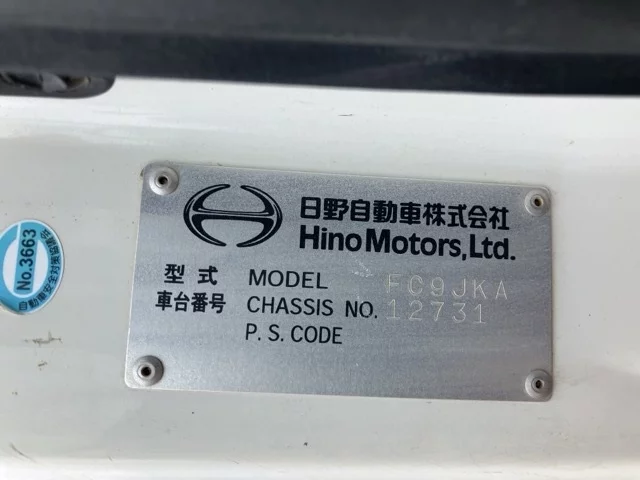 日野自動車株式会社
Hino Motors, Ltd.
型式 MODEL FC9JKA
車台番号 CHASSIS NO. 12731
P. S. CODE
No.3663